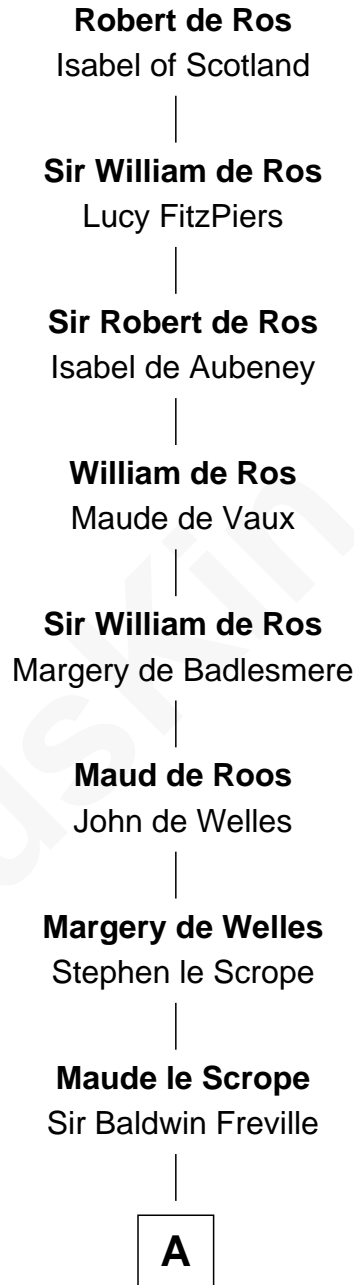 Robert de Ros
Isabel of Scotland
Sir William de Ros
Lucy FitzPiers
Sir Robert de Ros
Isabel de Aubeney
William de Ros
Maude de Vaux
Sir William de Ros
Margery de Badlesmere
Maud de Roos
John de Welles
Margery de Welles
Stephen le Scrope
Maude le Scrope
Sir Baldwin Freville
A